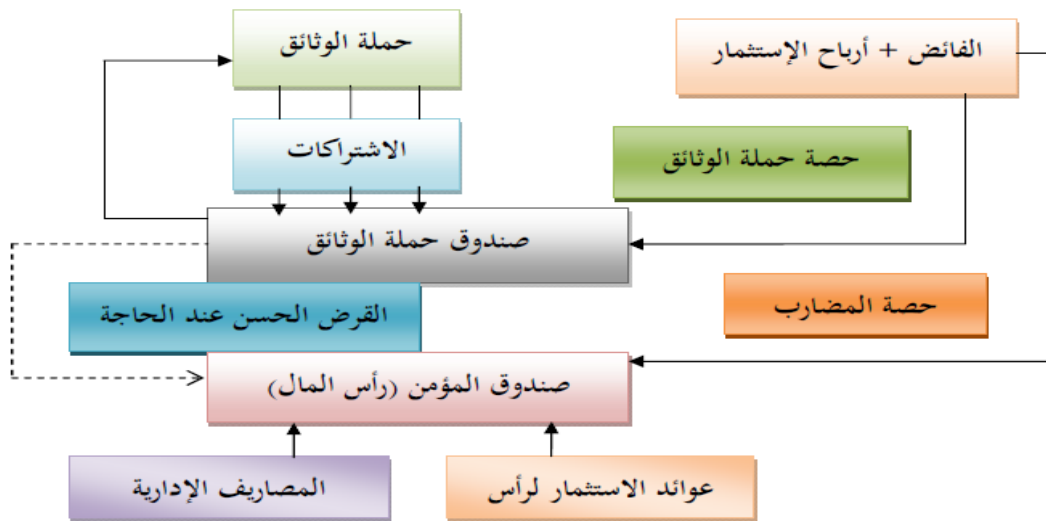 حملة الوثائق
الفائض + أرباح الإستثمار
الاشتراكات
حصة حملة الوثائق
صندوق حملة الوثائق
القرض الحسن عند الحاجة
حصة المضارب
صندوق المؤمن (رأس المال)
المصاريف الإدارية
عوائد الاستثمار لرأس